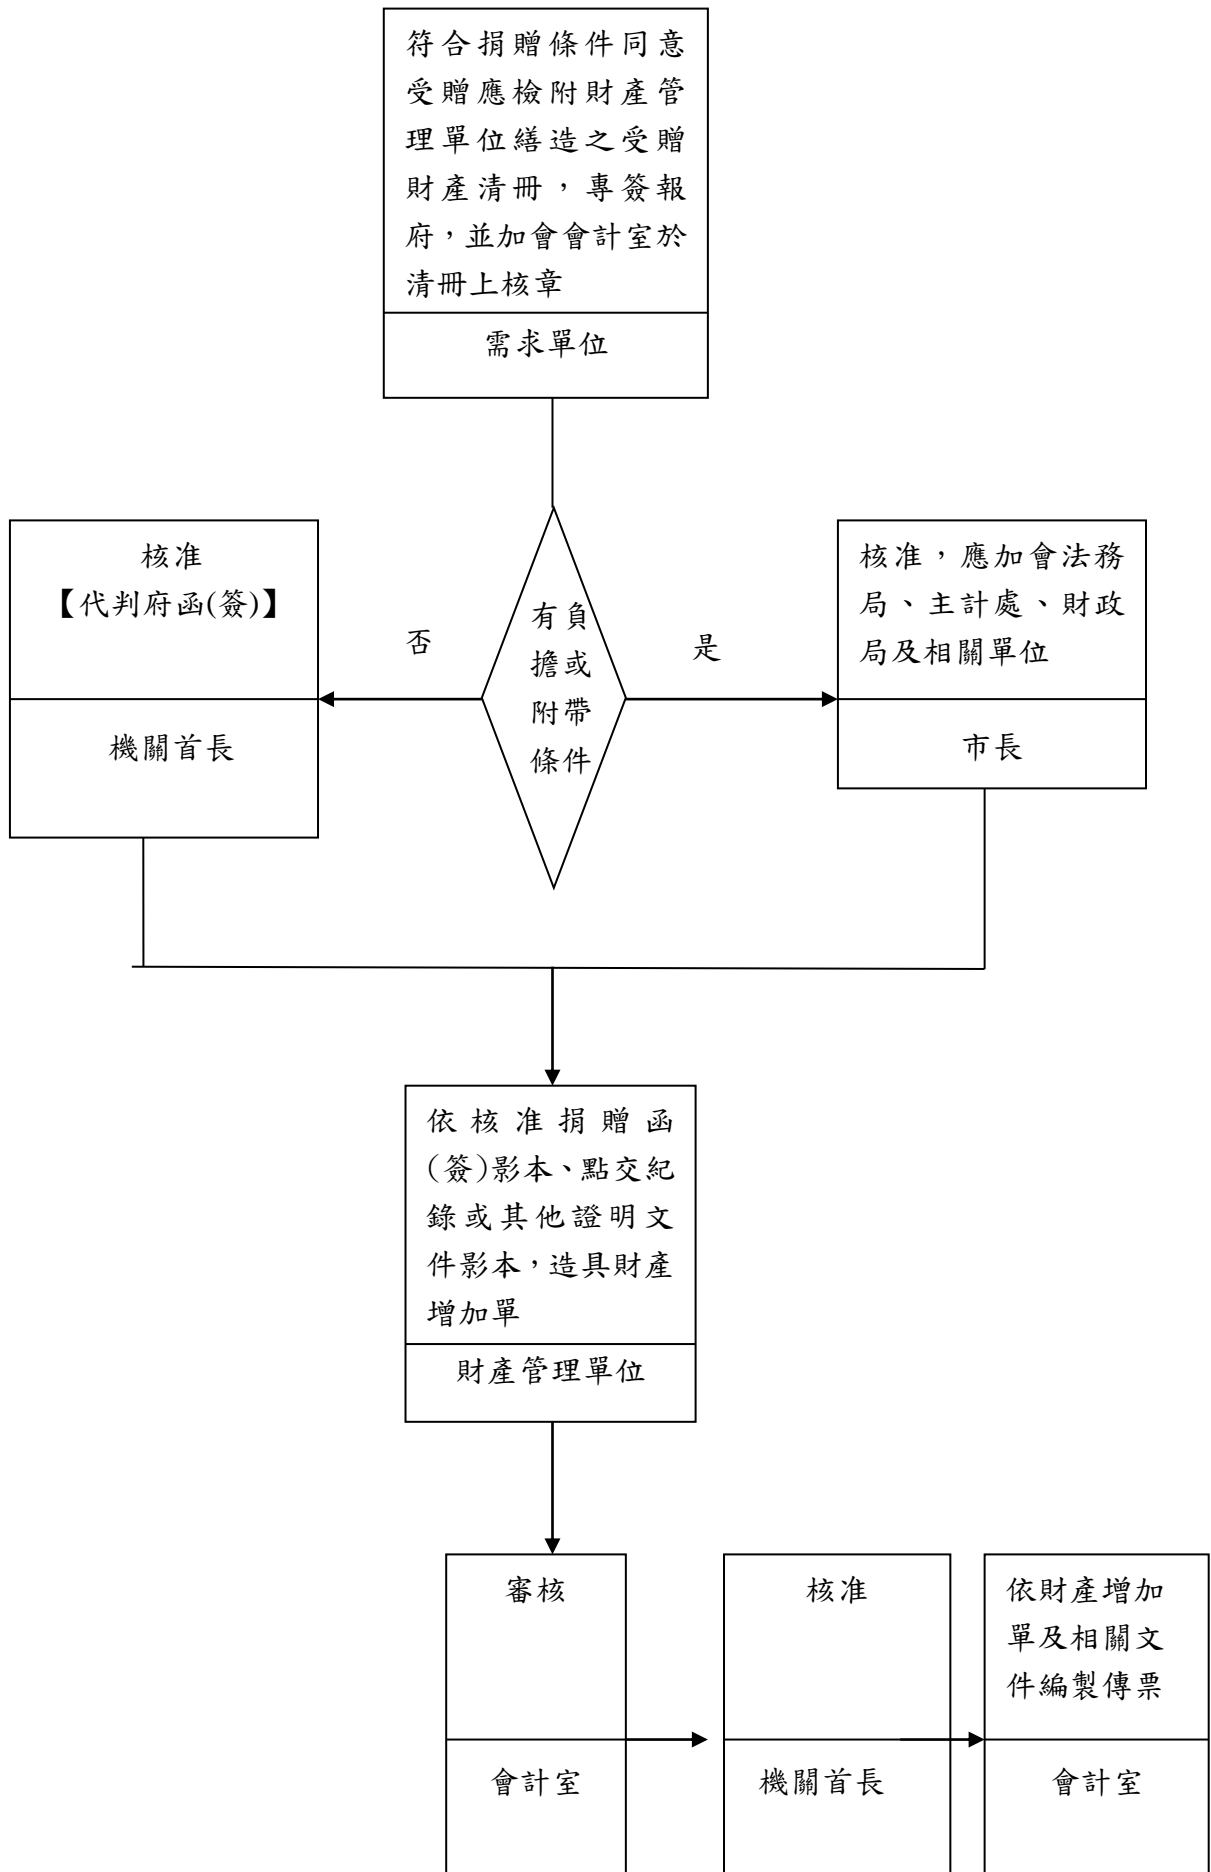 符合捐贈條件同意
受贈應檢附財產管
理單位繕造之受贈
財產清冊，專簽報
府，並加會會計室於
清冊上核章
需求單位
核准
【代判府函(簽)】
機關首長
否
有負
擔或
附帶
條件
是
核准，應加會法務
局、主計處、財政
局及相關單位
市長
依核准捐贈函
(簽)影本、點交紀
錄或其他證明文
件影本，造具財產
增加單
財產管理單位
審核
會計室
核准
機關首長
依財產增加
單及相關文
件編製傳票
會計室